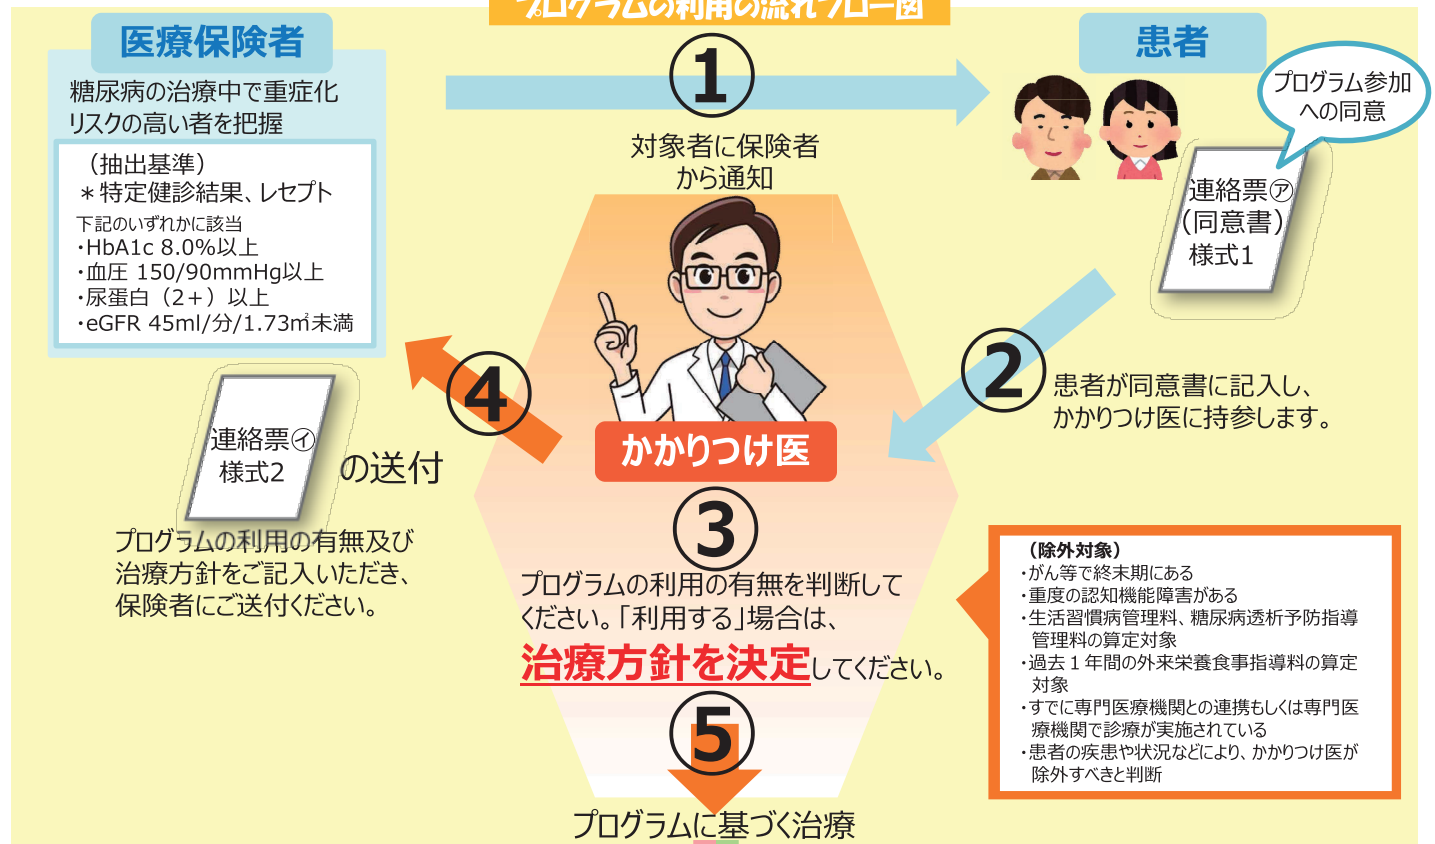 プログラムの利用の流れフロー図
医療保険者
糖尿病の治療中で重症化
リスクの高い者を把握
（抽出基準）
＊特定健診結果、レセプト
下記のいずれかに該当
・HbA1c 8.0%以上
・血圧 150/90mmHg以上
・尿蛋白（2＋）以上
・eGFR 45ml/分/1.73㎡未満
①
対象者に保険者
から通知
患者
プログラム参加
への同意
連絡票㋐
（同意書）
様式1
②
患者が同意書に記入し、
かかりつけ医に持参します。
かかりつけ医
③
プログラムの利用の有無を判断して
ください。「利用する」場合は、
治療方針を決定してください。
（除外対象）
・がん等で終末期にある
・重度の認知機能障害がある
・生活習慣病管理料、糖尿病透析予防指導
管理料の算定対象
・過去１年間の外来栄養食事指導料の算定
対象
・すでに専門医療機関との連携もしくは専門医
療機関で診療が実施されている
・患者の疾患や状況などにより、かかりつけ医が
除外すべきと判断
④
連絡票㋑
様式2
の送付
プログラムの利用の有無及び
治療方針をご記入いただき、
保険者にご送付ください。
⑤
プログラムに基づく治療